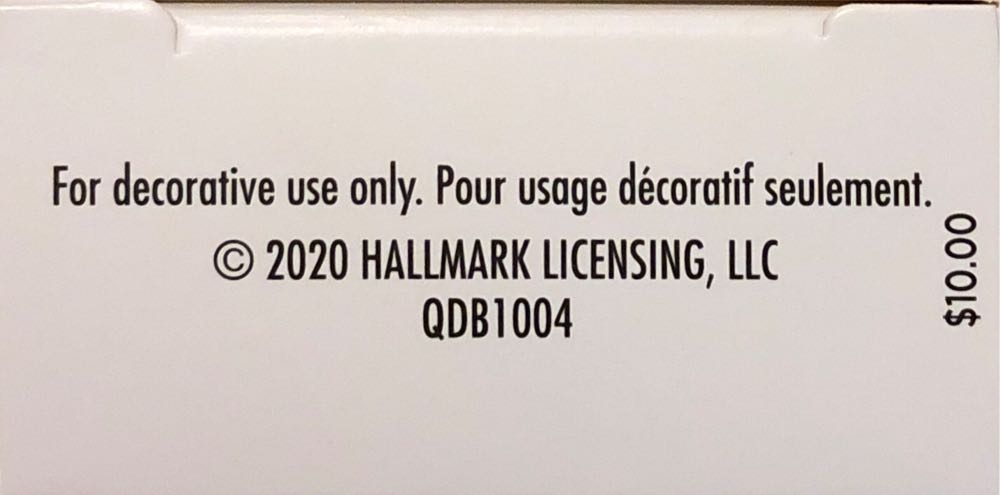 For decorative use only. Pour usage décoratif seulement.
© 2020 HALLMARK LICENSING, LLC
QDB1004
$10.00